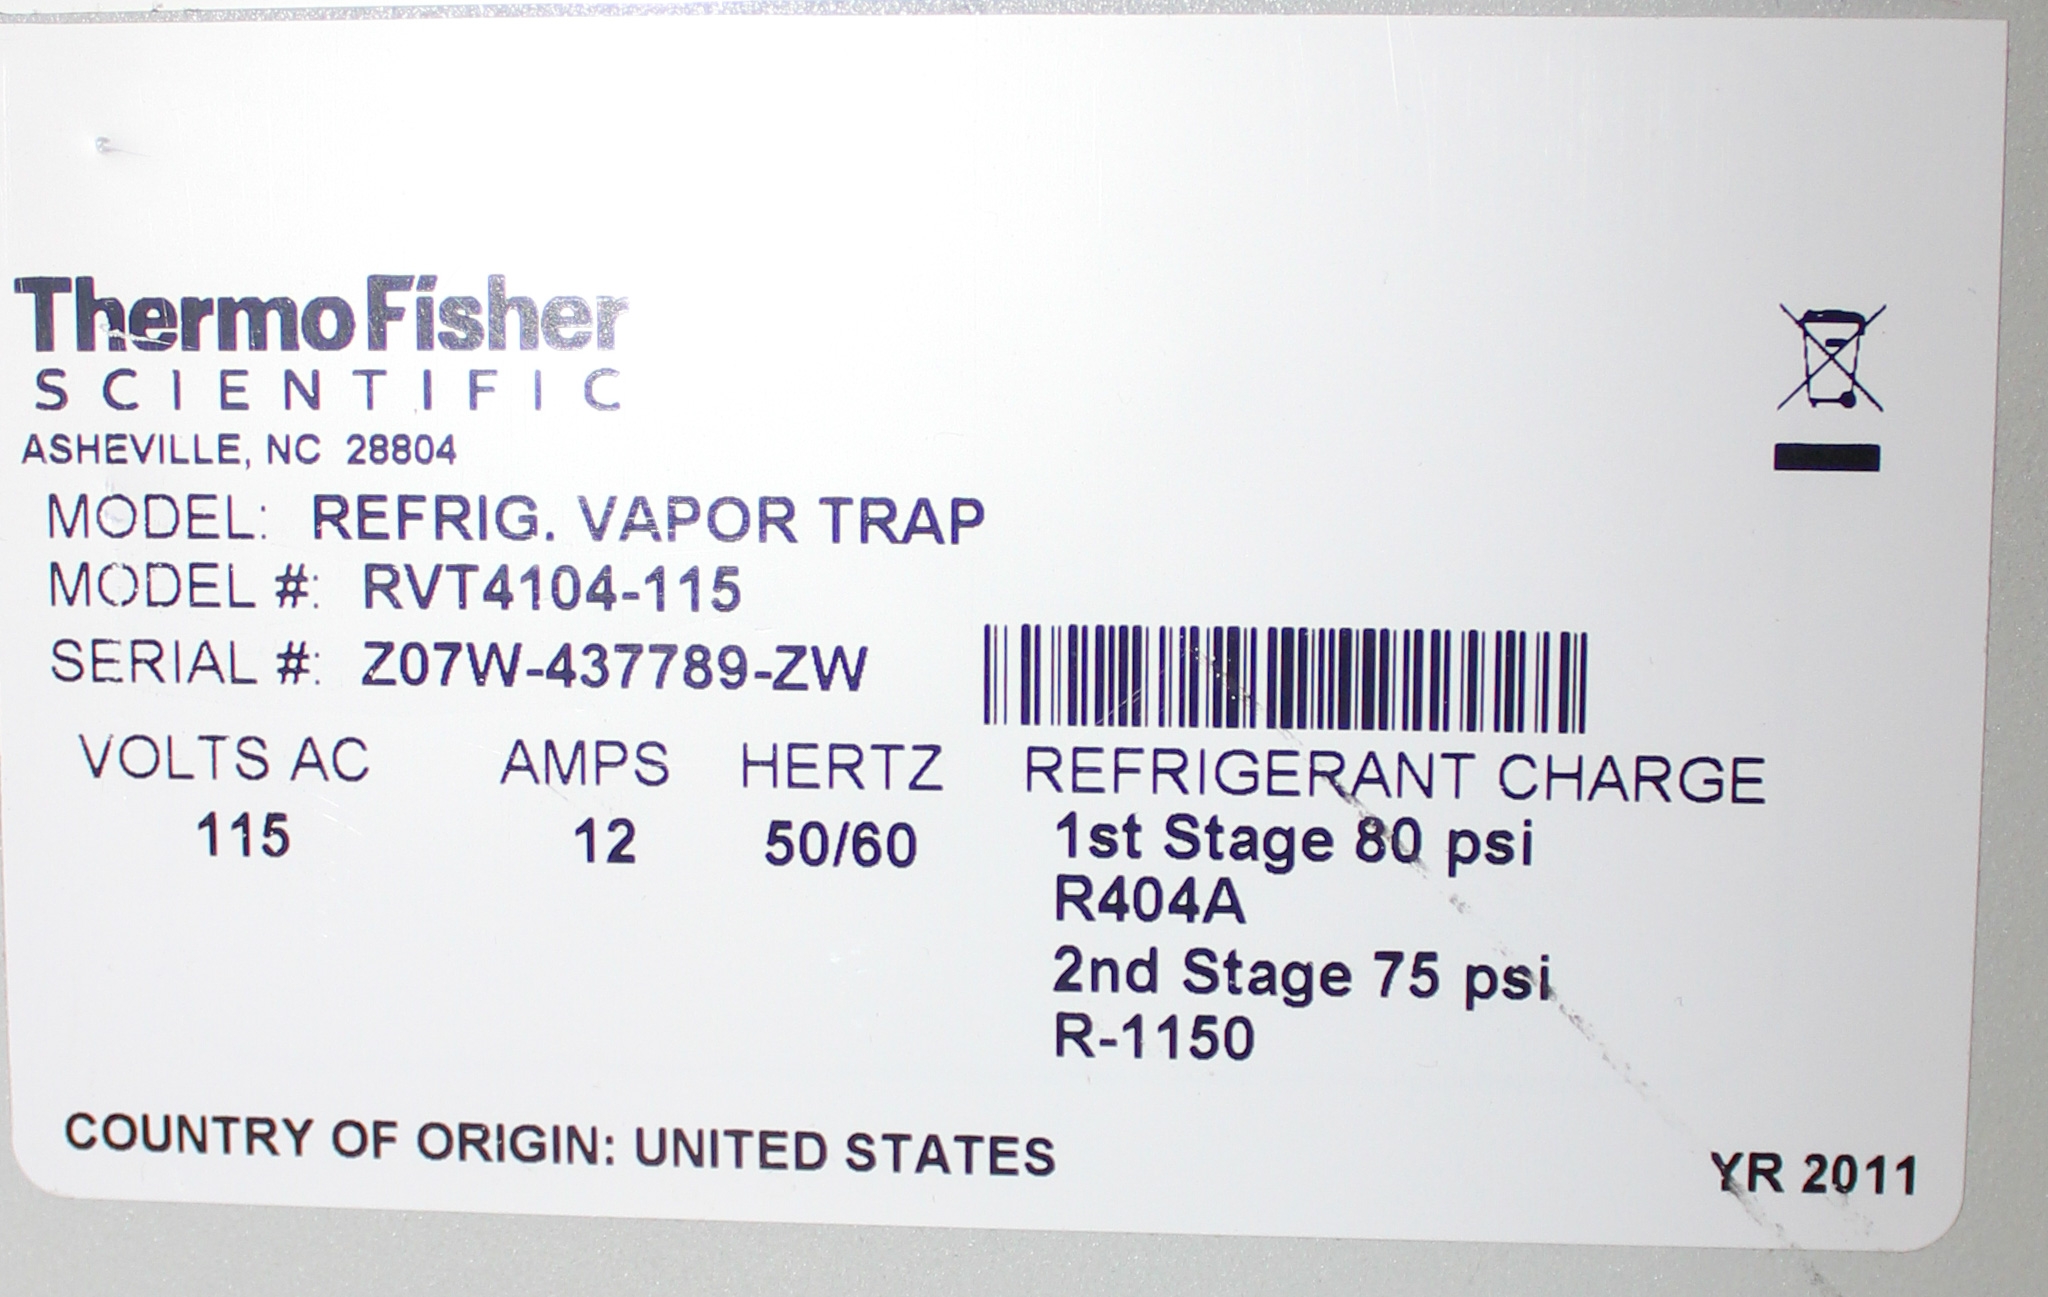 ThermoFisher
SCIENTIFIC
ASHEVILLE, NC 28804
MODEL: REFRIG. VAPOR TRAP
MODEL #: RVT4104-115
SERIAL #: Z07W-437789-ZW
VOLTS AC AMPS HERTZ REFRIGERANT CHARGE
115 12 50/60 1st Stage 80 psi
R404A
2nd Stage 75 psi
R-1150
COUNTRY OF ORIGIN: UNITED STATES YR 2011